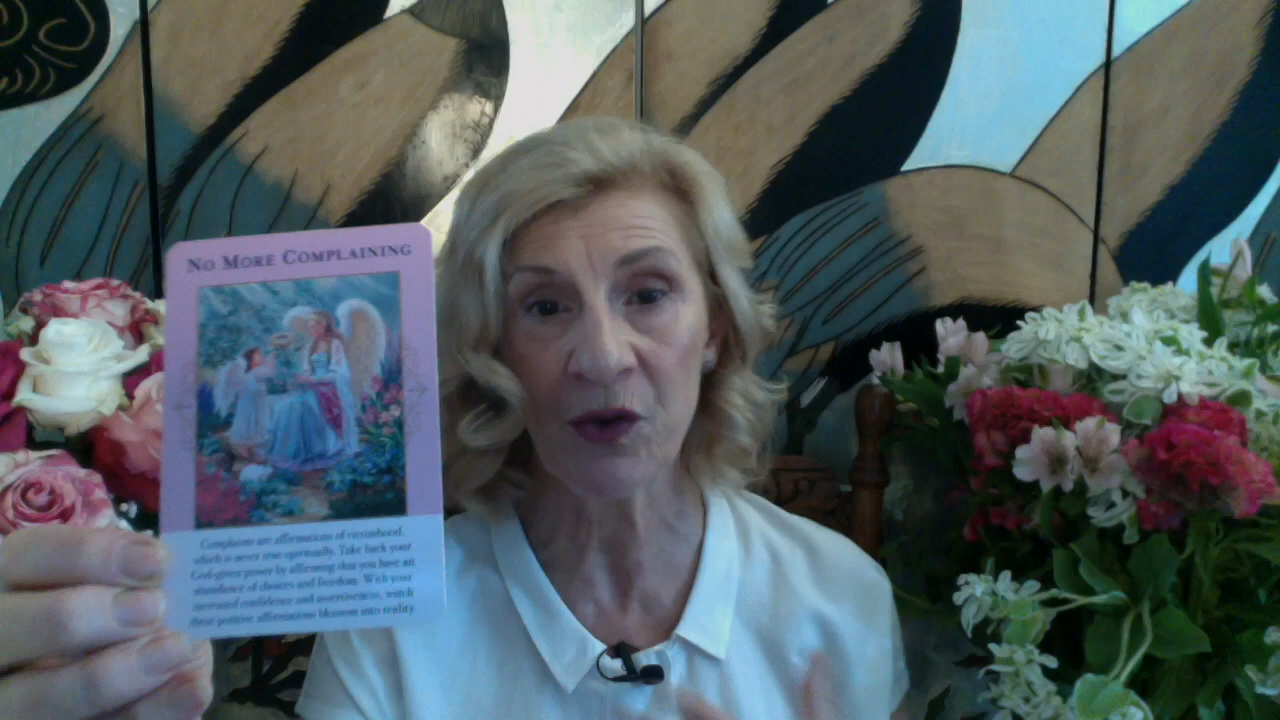 No More Complaining
Complaints are affirmations of victimhood,
which is never true spiritually. Take back your
God-given power by affirming that you have an
abundance of choices and freedom. With your
increased confidence and assertiveness, watch
these positive affirmations blossom into reality